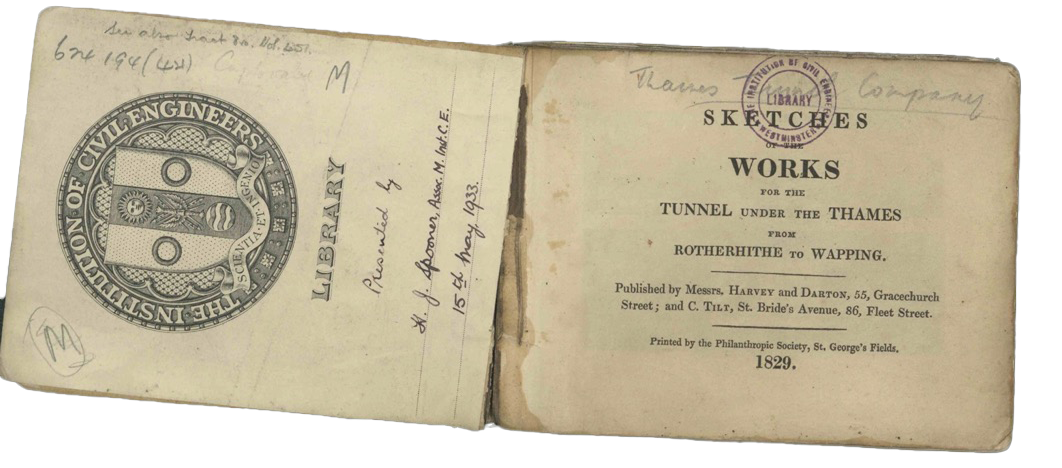 See also Tract 8vo. Vol. 451.
624.194(42)
M
THE INSTITUTION OF CIVIL ENGINEERS
SCIENTIA·ET·INGENIO
LIBRARY
Presented by
H. J. Spooner, Assoc. M. Inst. C. E.
15th May 1933.
M
Thames Tunnel Company
THE INSTITUTION OF CIVIL ENGINEERS
LIBRARY
WESTMINSTER
SKETCHES
OF THE
WORKS
FOR THE
TUNNEL UNDER THE THAMES
FROM
ROTHERHITHE TO WAPPING.
Published by Messrs. HARVEY and DARTON, 55, Gracechurch
Street; and C. TILT, St. Bride's Avenue, 86, Fleet Street.
Printed by the Philanthropic Society, St. George's Fields.
1829.